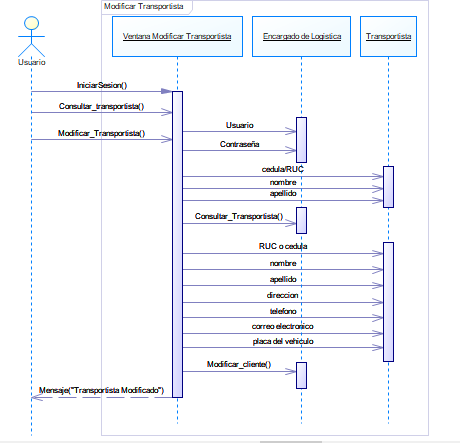 Modificar Transportista
Ventana Modificar Transportista
Encargado de Logistica
Transportista
Usuario
IniciarSesion()
Consultar_transportista()
Usuario
Modificar_Transportista()
Contraseña
cedula/RUC
nombre
apellido
Consultar_Transportista()
RUC o cedula
nombre
apellido
direccion
telefono
correo electronico
placa del vehiculo
Modificar_cliente()
Mensaje("Transportista Modificado")